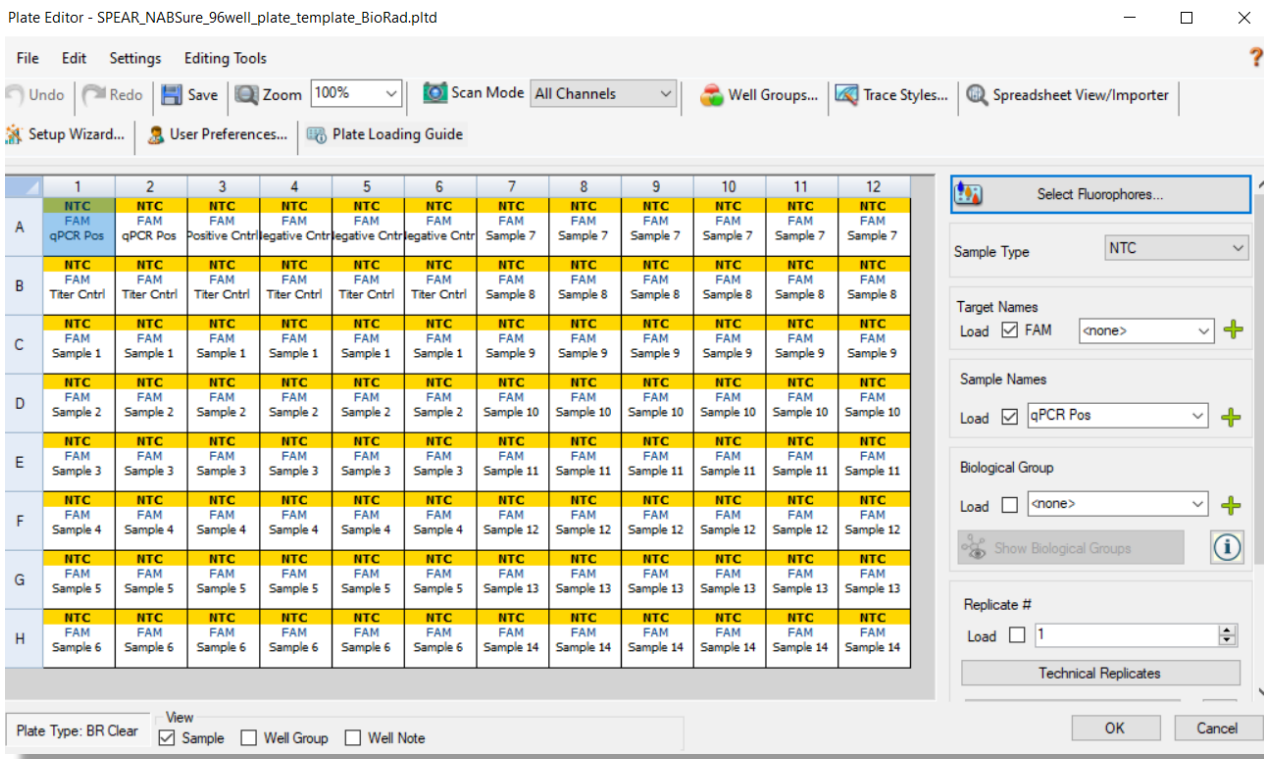 Plate Editor - SPEAR_NABSure_96well_plate_template_BioRad.pltd
File Edit Settings Editing Tools
Undo Redo Save Zoom 100% Scan Mode All Channels Well Groups... Trace Styles... Spreadsheet View/Importer
Setup Wizard... User Preferences... Plate Loading Guide
1 2 3 4 5 6 7 8 9 10 11 12
A
NTC NTC NTC NTC NTC NTC NTC NTC NTC NTC NTC NTC
FAM FAM FAM FAM FAM FAM FAM FAM FAM FAM FAM FAM
qPCR Pos qPCR Pos Positive Cntrl legative Cntr legative Cntr legative Cntr Sample 7 Sample 7 Sample 7 Sample 7 Sample 7 Sample 7
B
NTC NTC NTC NTC NTC NTC NTC NTC NTC NTC NTC NTC
FAM FAM FAM FAM FAM FAM FAM FAM FAM FAM FAM FAM
Titer Cntrl Titer Cntrl Titer Cntrl Titer Cntrl Titer Cntrl Titer Cntrl Sample 8 Sample 8 Sample 8 Sample 8 Sample 8 Sample 8
C
NTC NTC NTC NTC NTC NTC NTC NTC NTC NTC NTC NTC
FAM FAM FAM FAM FAM FAM FAM FAM FAM FAM FAM FAM
Sample 1 Sample 1 Sample 1 Sample 1 Sample 1 Sample 1 Sample 9 Sample 9 Sample 9 Sample 9 Sample 9 Sample 9
D
NTC NTC NTC NTC NTC NTC NTC NTC NTC NTC NTC NTC
FAM FAM FAM FAM FAM FAM FAM FAM FAM FAM FAM FAM
Sample 2 Sample 2 Sample 2 Sample 2 Sample 2 Sample 2 Sample 10 Sample 10 Sample 10 Sample 10 Sample 10 Sample 10
E
NTC NTC NTC NTC NTC NTC NTC NTC NTC NTC NTC NTC
FAM FAM FAM FAM FAM FAM FAM FAM FAM FAM FAM FAM
Sample 3 Sample 3 Sample 3 Sample 3 Sample 3 Sample 3 Sample 11 Sample 11 Sample 11 Sample 11 Sample 11 Sample 11
F
NTC NTC NTC NTC NTC NTC NTC NTC NTC NTC NTC NTC
FAM FAM FAM FAM FAM FAM FAM FAM FAM FAM FAM FAM
Sample 4 Sample 4 Sample 4 Sample 4 Sample 4 Sample 4 Sample 12 Sample 12 Sample 12 Sample 12 Sample 12 Sample 12
G
NTC NTC NTC NTC NTC NTC NTC NTC NTC NTC NTC NTC
FAM FAM FAM FAM FAM FAM FAM FAM FAM FAM FAM FAM
Sample 5 Sample 5 Sample 5 Sample 5 Sample 5 Sample 5 Sample 13 Sample 13 Sample 13 Sample 13 Sample 13 Sample 13
H
NTC NTC NTC NTC NTC NTC NTC NTC NTC NTC NTC NTC
FAM FAM FAM FAM FAM FAM FAM FAM FAM FAM FAM FAM
Sample 6 Sample 6 Sample 6 Sample 6 Sample 6 Sample 6 Sample 14 Sample 14 Sample 14 Sample 14 Sample 14 Sample 14
Select Fluorophores...
Sample Type NTC
Target Names
Load FAM <none>
Sample Names
Load qPCR Pos
Biological Group
Load <none>
Show Biological Groups
Replicate #
Load 1
Technical Replicates
Plate Type: BR Clear
View
Sample Well Group Well Note
OK Cancel